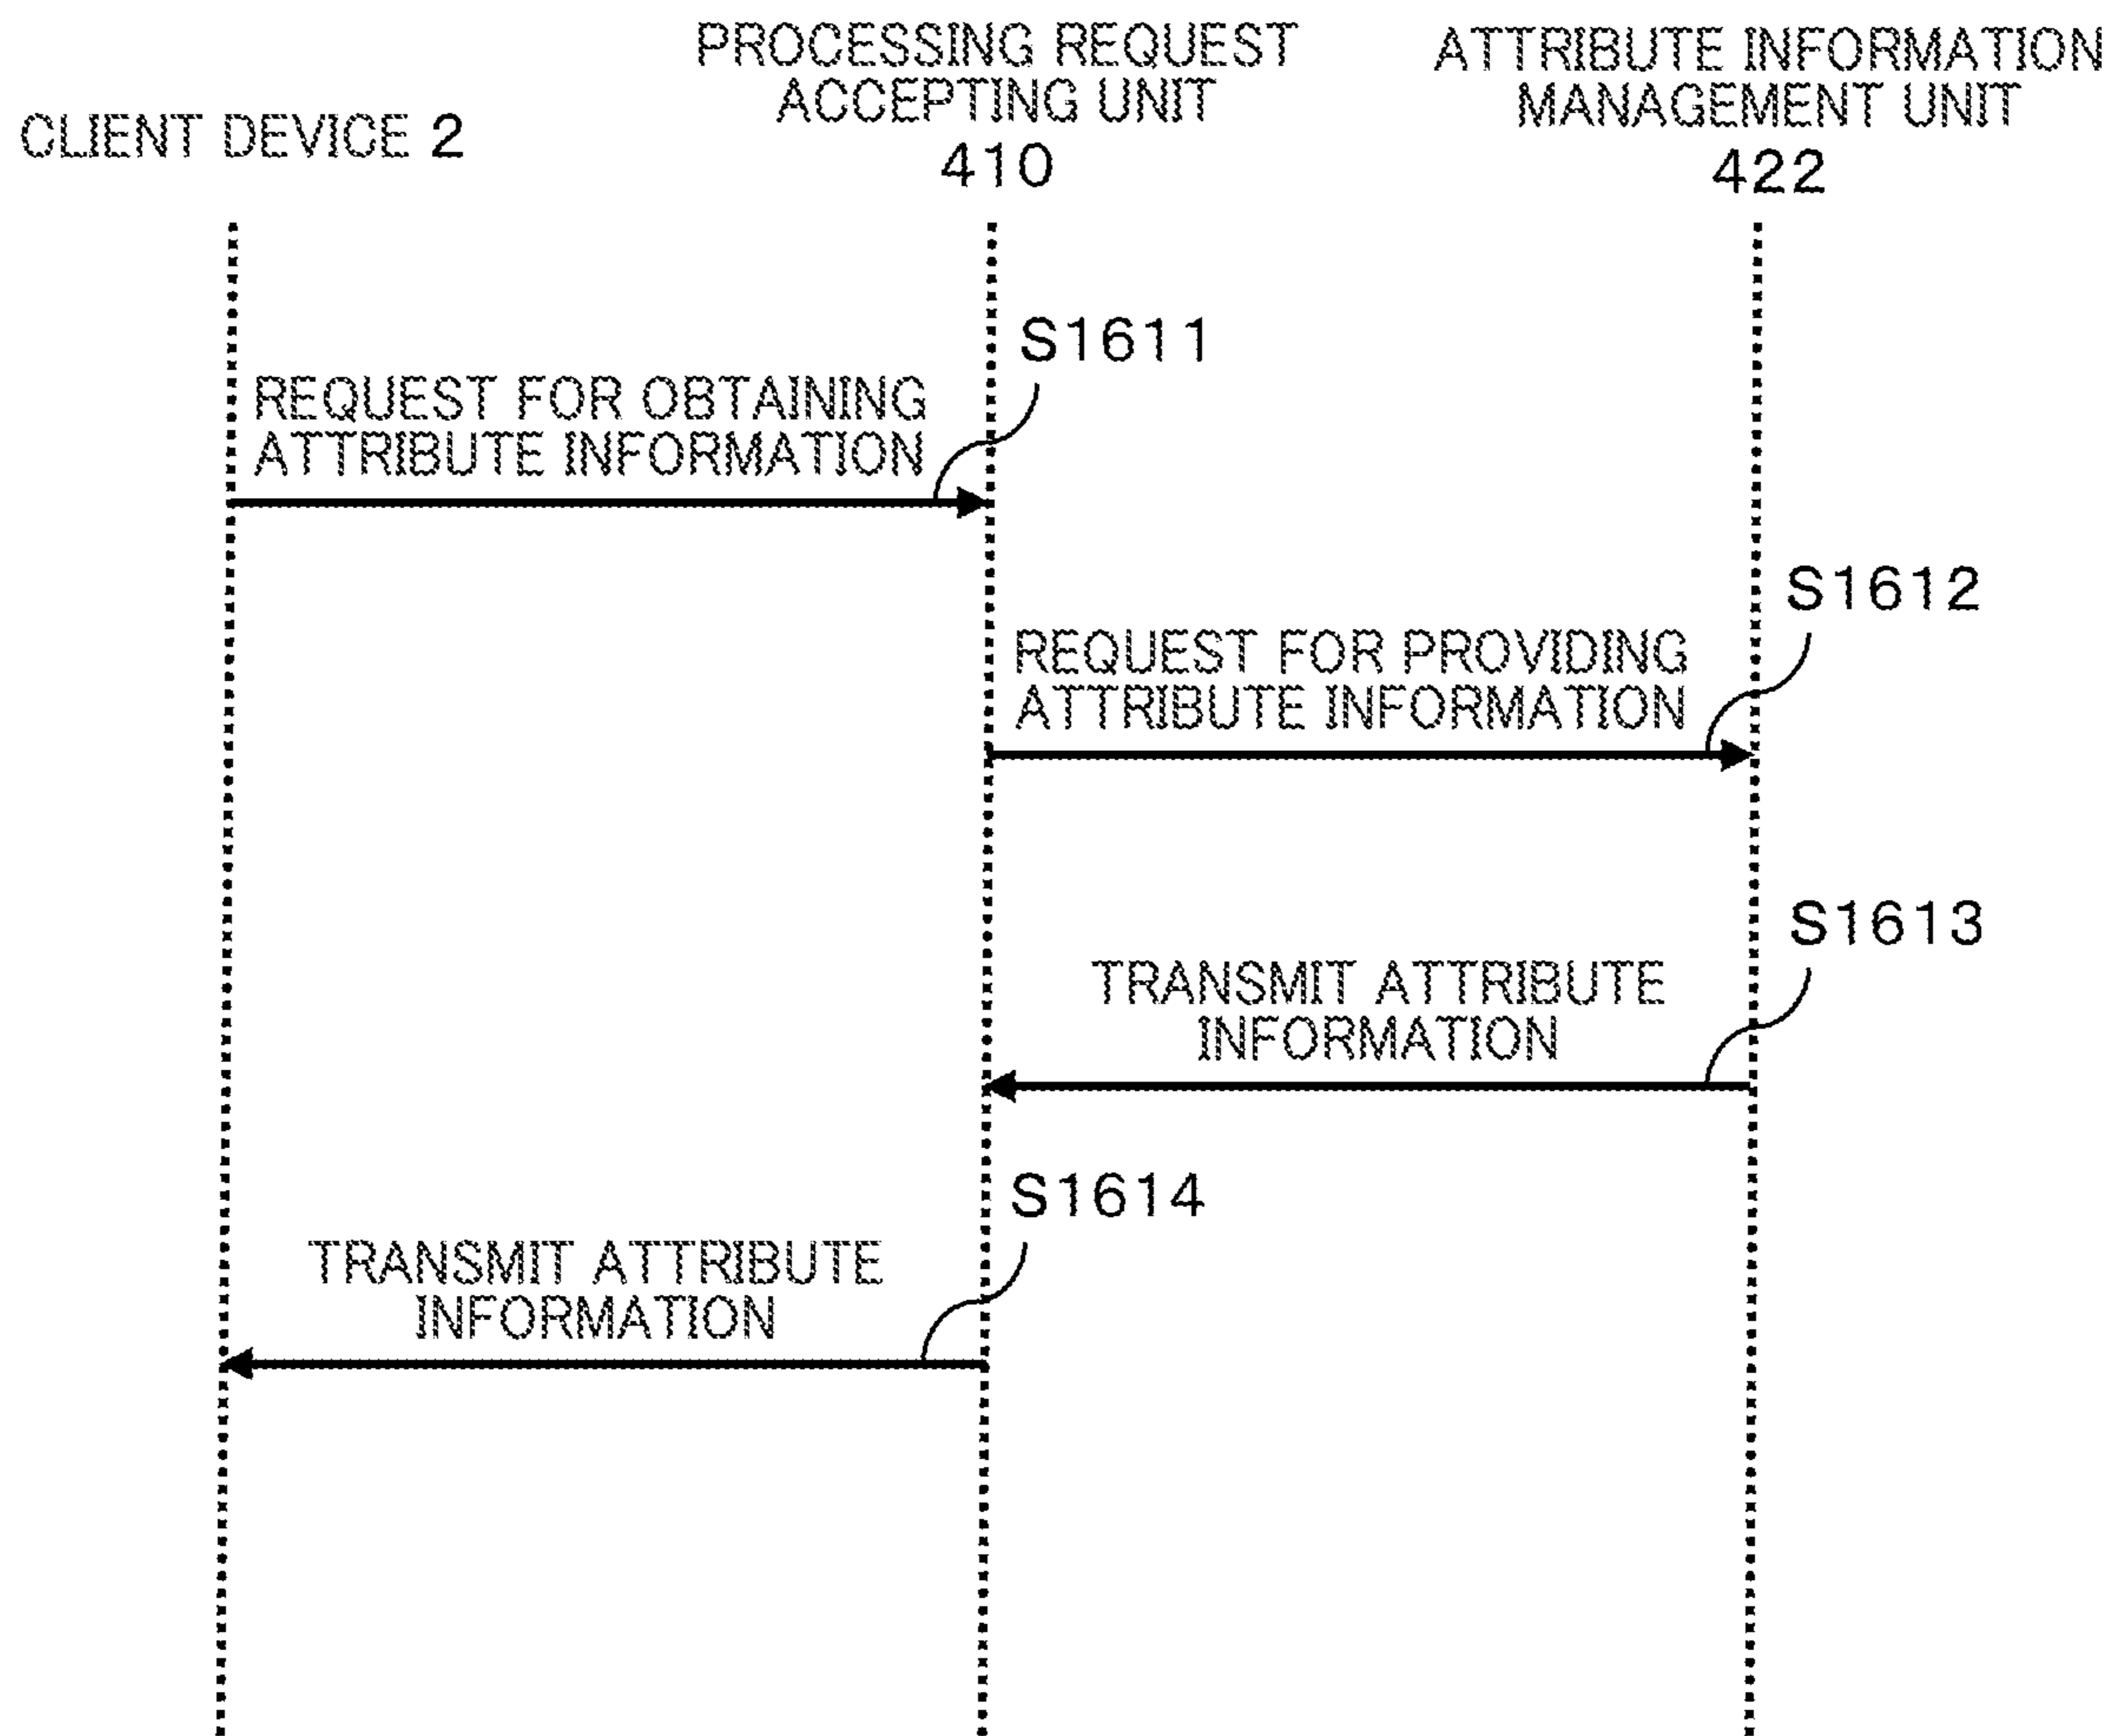 PROCESSING REQUEST
ACCEPTING UNIT
410
ATTRIBUTE INFORMATION
MANAGEMENT UNIT
422
CLIENT DEVICE 2
S1611
REQUEST FOR OBTAINING
ATTRIBUTE INFORMATION
S1612
REQUEST FOR PROVIDING
ATTRIBUTE INFORMATION
S1613
TRANSMIT ATTRIBUTE
INFORMATION
S1614
TRANSMIT ATTRIBUTE
INFORMATION